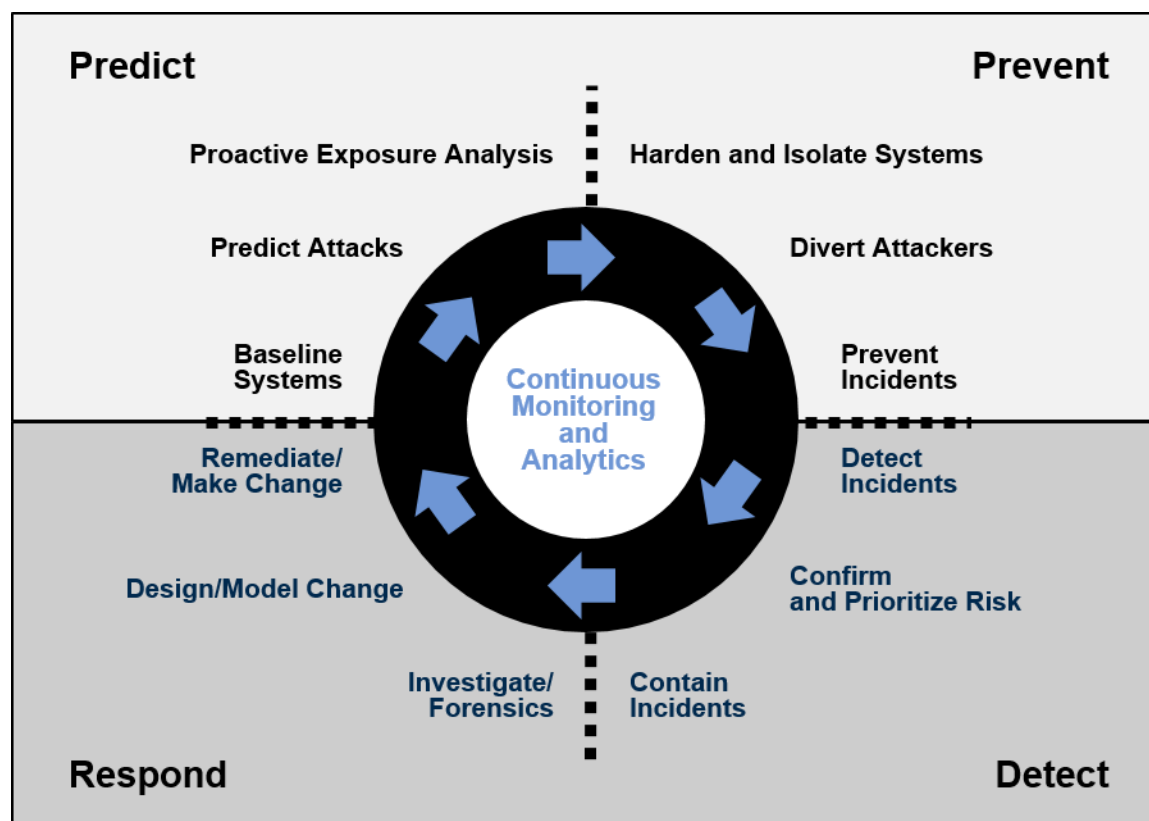 Predict
Prevent
Proactive Exposure Analysis
Harden and Isolate Systems
Predict Attacks
Divert Attackers
Baseline
Systems
Prevent
Incidents
Continuous
Monitoring
and
Analytics
Remediate/
Make Change
Detect
Incidents
Design/Model Change
Confirm
and Prioritize Risk
Investigate/
Forensics
Contain
Incidents
Respond
Detect